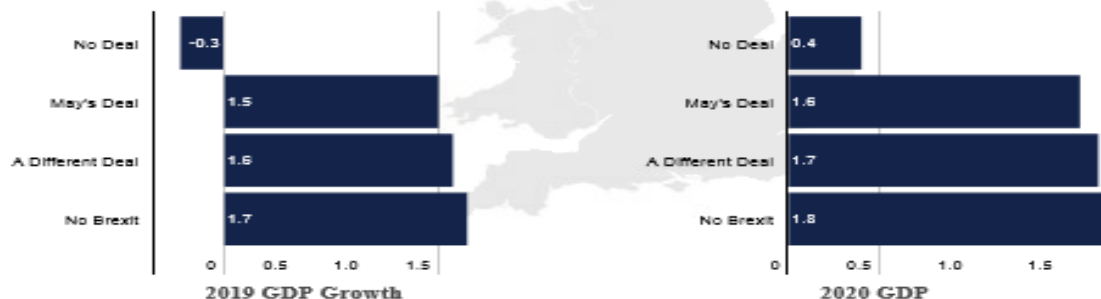 No Deal
-0.3
May's Deal
1.5
A Different Deal
1.6
No Brexit
1.7
0 0.5 1.0 1.5
2019 GDP Growth
No Deal
0.4
May's Deal
1.6
A Different Deal
1.7
No Brexit
1.8
0 0.5 1.0 1.5
2020 GDP